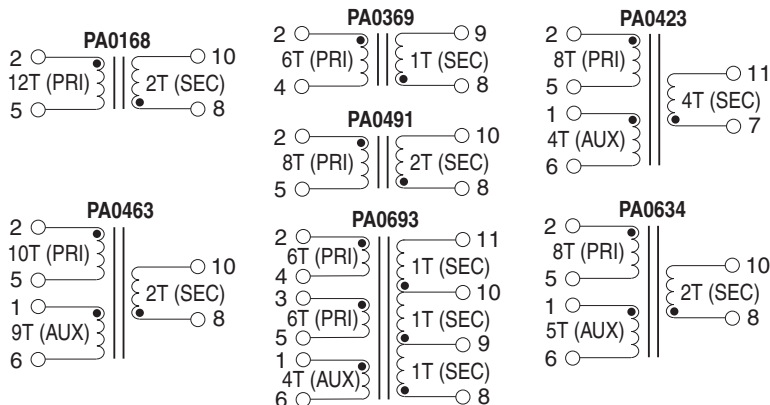 PA0168
2
12T (PRI)
5
10
2T (SEC)
8
PA0369
2
6T (PRI)
4
9
1T (SEC)
8
PA0423
2
8T (PRI)
5
1
4T (AUX)
6
11
4T (SEC)
7
PA0491
2
8T (PRI)
5
10
2T (SEC)
8
PA0463
2
10T (PRI)
5
1
9T (AUX)
6
10
2T (SEC)
8
PA0693
2
6T (PRI)
4
3
6T (PRI)
5
1
4T (AUX)
6
11
1T (SEC)
10
1T (SEC)
9
1T (SEC)
8
PA0634
2
8T (PRI)
5
1
5T (AUX)
6
10
2T (SEC)
8